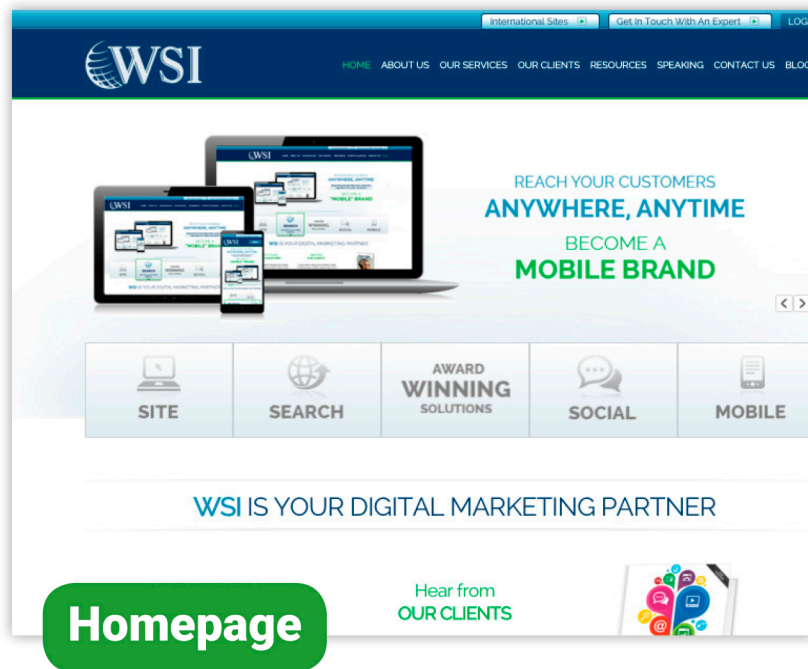 International Sites
Get In Touch With An Expert
LOG
WSI
HOME ABOUT US OUR SERVICES OUR CLIENTS RESOURCES SPEAKING CONTACT US BLOG
REACH YOUR CUSTOMERS
ANYWHERE, ANYTIME
BECOME A
MOBILE BRAND
SITE
SEARCH
AWARD
WINNING
SOLUTIONS
SOCIAL
MOBILE
WSI IS YOUR DIGITAL MARKETING PARTNER
Hear from
OUR CLIENTS
Homepage